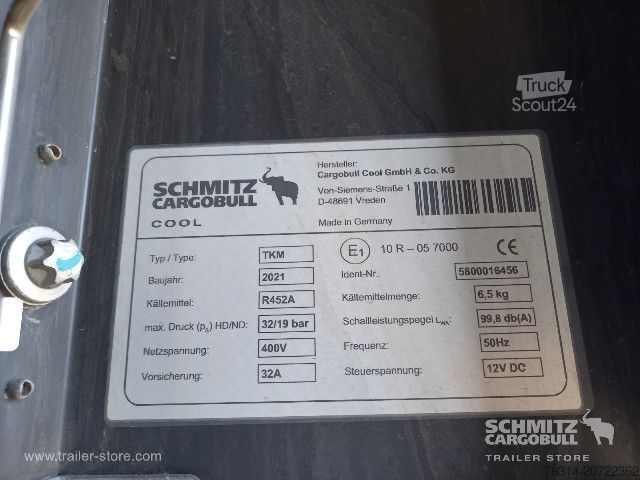 Truck
Scout24
SCHMITZ
CARGOBULL
COOL
Hersteller:
Cargobull Cool GmbH & Co. KG
Von-Siemens-Straße 1
D-48691 Vreden
Made in Germany
Typ / Type: TKM
E1 10 R – 05 7000 CE
Baujahr: 2021
Ident-Nr.: 5800016456
Kältemittel: R452A
Kältemittelmenge: 6,5 kg
max. Druck (ps) HD/ND: 32/19 bar
Schallleistungspegel LWA: 99,8 db(A)
Netzspannung: 400V
Frequenz: 50Hz
Vorsicherung: 32A
Steuerspannung: 12V DC
SCHMITZ
CARGOBULL
TRAILER STORE
www.trailer-store.com
76314-20722362